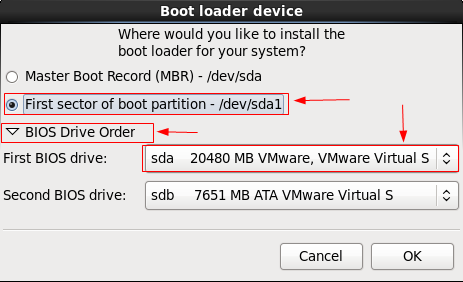 Boot loader device
Where would you like to install the
boot loader for your system?
Master Boot Record (MBR) - /dev/sda
First sector of boot partition - /dev/sda1
BIOS Drive Order
First BIOS drive: sda 20480 MB VMware, VMware Virtual S
Second BIOS drive: sdb 7651 MB ATA VMware Virtual S
Cancel OK